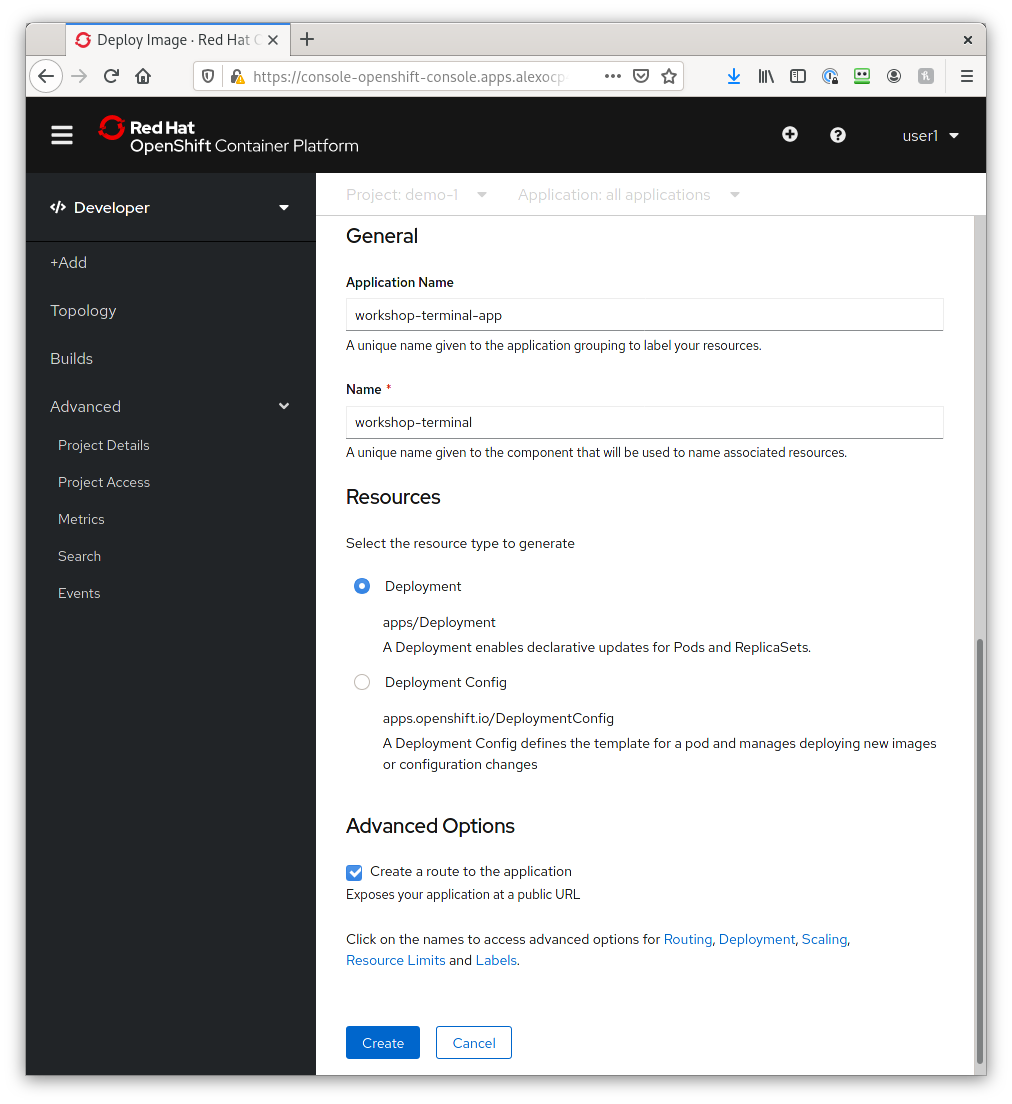 Deploy Image · Red Hat
https://console-openshift-console.apps.alexocp-
Red Hat
OpenShift Container Platform
user1
Developer
+Add
Topology
Builds
Advanced
Project Details
Project Access
Metrics
Search
Events
Project: demo-1
Application: all applications
General
Application Name
workshop-terminal-app
A unique name given to the application grouping to label your resources.
Name *
workshop-terminal
A unique name given to the component that will be used to name associated resources.
Resources
Select the resource type to generate
Deployment
apps/Deployment
A Deployment enables declarative updates for Pods and ReplicaSets.
Deployment Config
apps.openshift.io/DeploymentConfig
A Deployment Config defines the template for a pod and manages deploying new images
or configuration changes
Advanced Options
Create a route to the application
Exposes your application at a public URL
Click on the names to access advanced options for Routing, Deployment, Scaling,
Resource Limits and Labels.
Create
Cancel